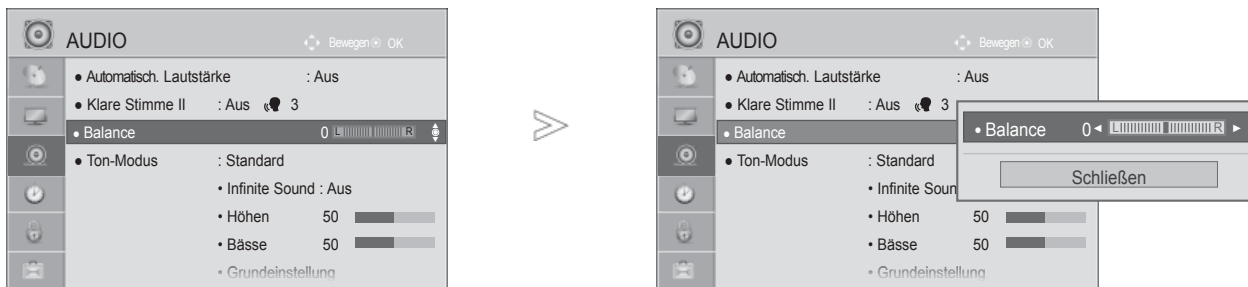 AUDIO Bewegen OK
• Automatisch. Lautstärke : Aus
• Klare Stimme II : Aus 3
• Balance 0 L R
• Ton-Modus : Standard
• Infinite Sound : Aus
• Höhen 50
• Bässe 50
• Grundeinstellung
>
AUDIO Bewegen OK
• Automatisch. Lautstärke : Aus
• Klare Stimme II : Aus 3
• Balance
• Ton-Modus : Standard
• Infinite Soun
• Höhen 50
• Bässe 50
• Grundeinstellung
• Balance 0 ◄ L R ►
Schließen